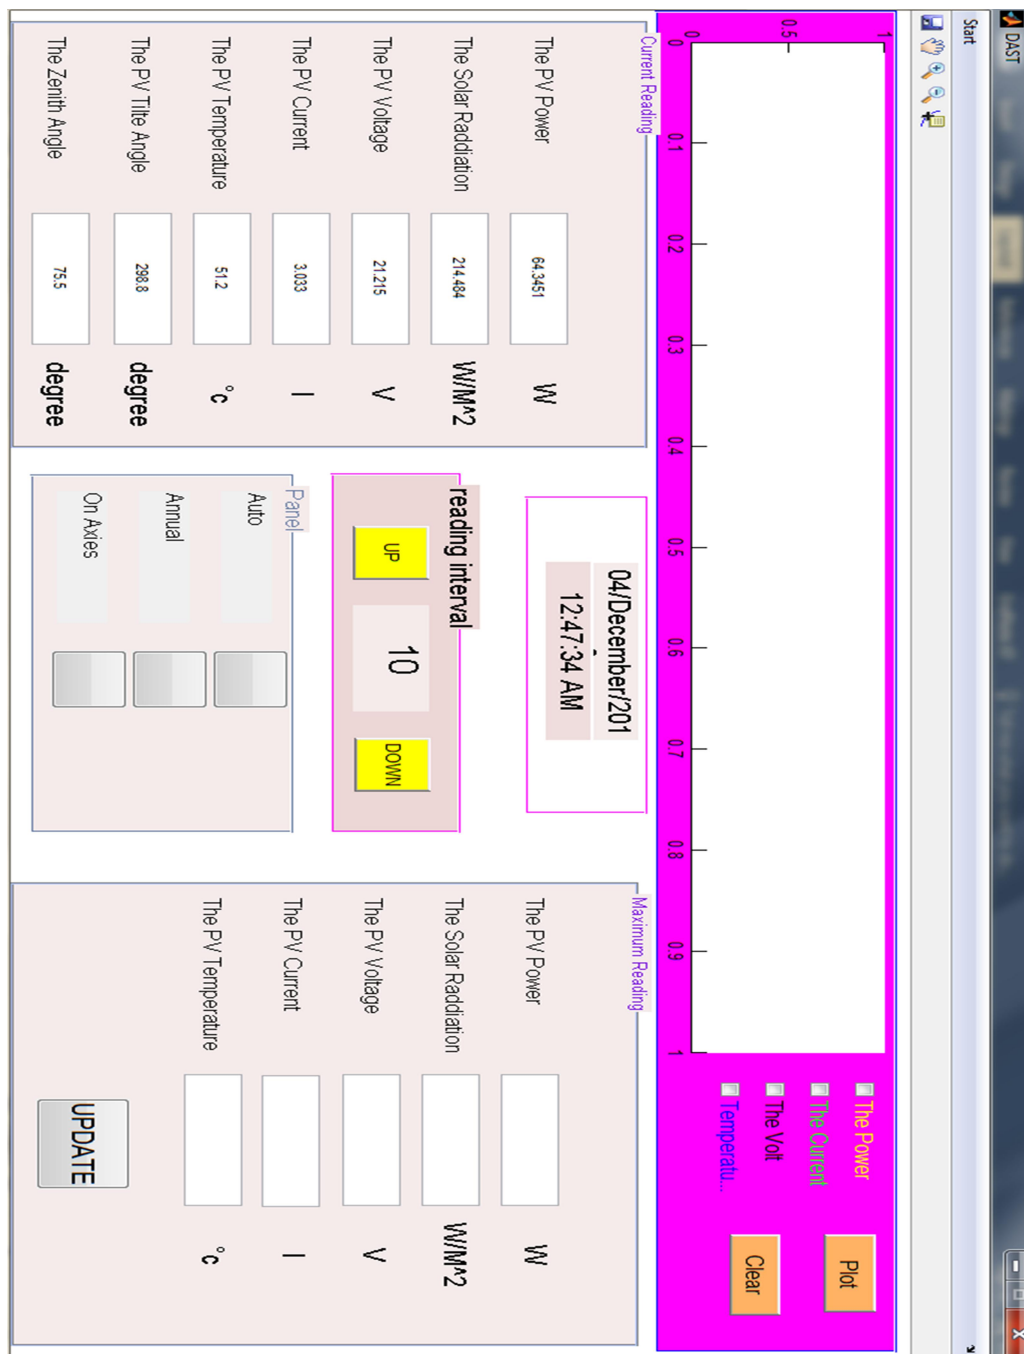 DAST
Start
1
0.5
0
0
0.1
0.2
0.3
0.4
0.5
0.6
0.7
0.8
0.9
1
The Power
The Current
The Volt
Temperatu...
Plot
Clear
Current Reading
The PV Power 64.3451 W
The Solar Raddiation 214.484 W/M^2
The PV Voltage 21.215 V
The PV Current 3.033 I
The PV Temperature 51.2 °c
The PV Tilte Angle 298.8 degree
The Zenith Angle 75.5 degree
04/December/201
12:47:34 AM
reading interval
UP 10 DOWN
Panel
Auto
Annual
On Axies
Maximum Reading
The PV Power W
The Solar Raddiation W/M^2
The PV Voltage V
The PV Current I
The PV Temperature °c
UPDATE